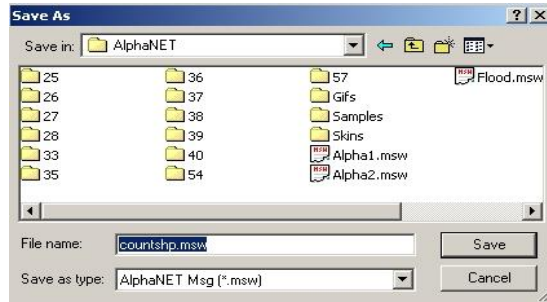 Save As
Save in: AlphaNET
25 36 57 Flood.msw
26 37 Gifs
27 38 Samples
28 39 Skins
33 40 Alpha1.msw
35 54 Alpha2.msw
File name: countshp.msw Save
Save as type: AlphaNET Msg (*.msw) Cancel